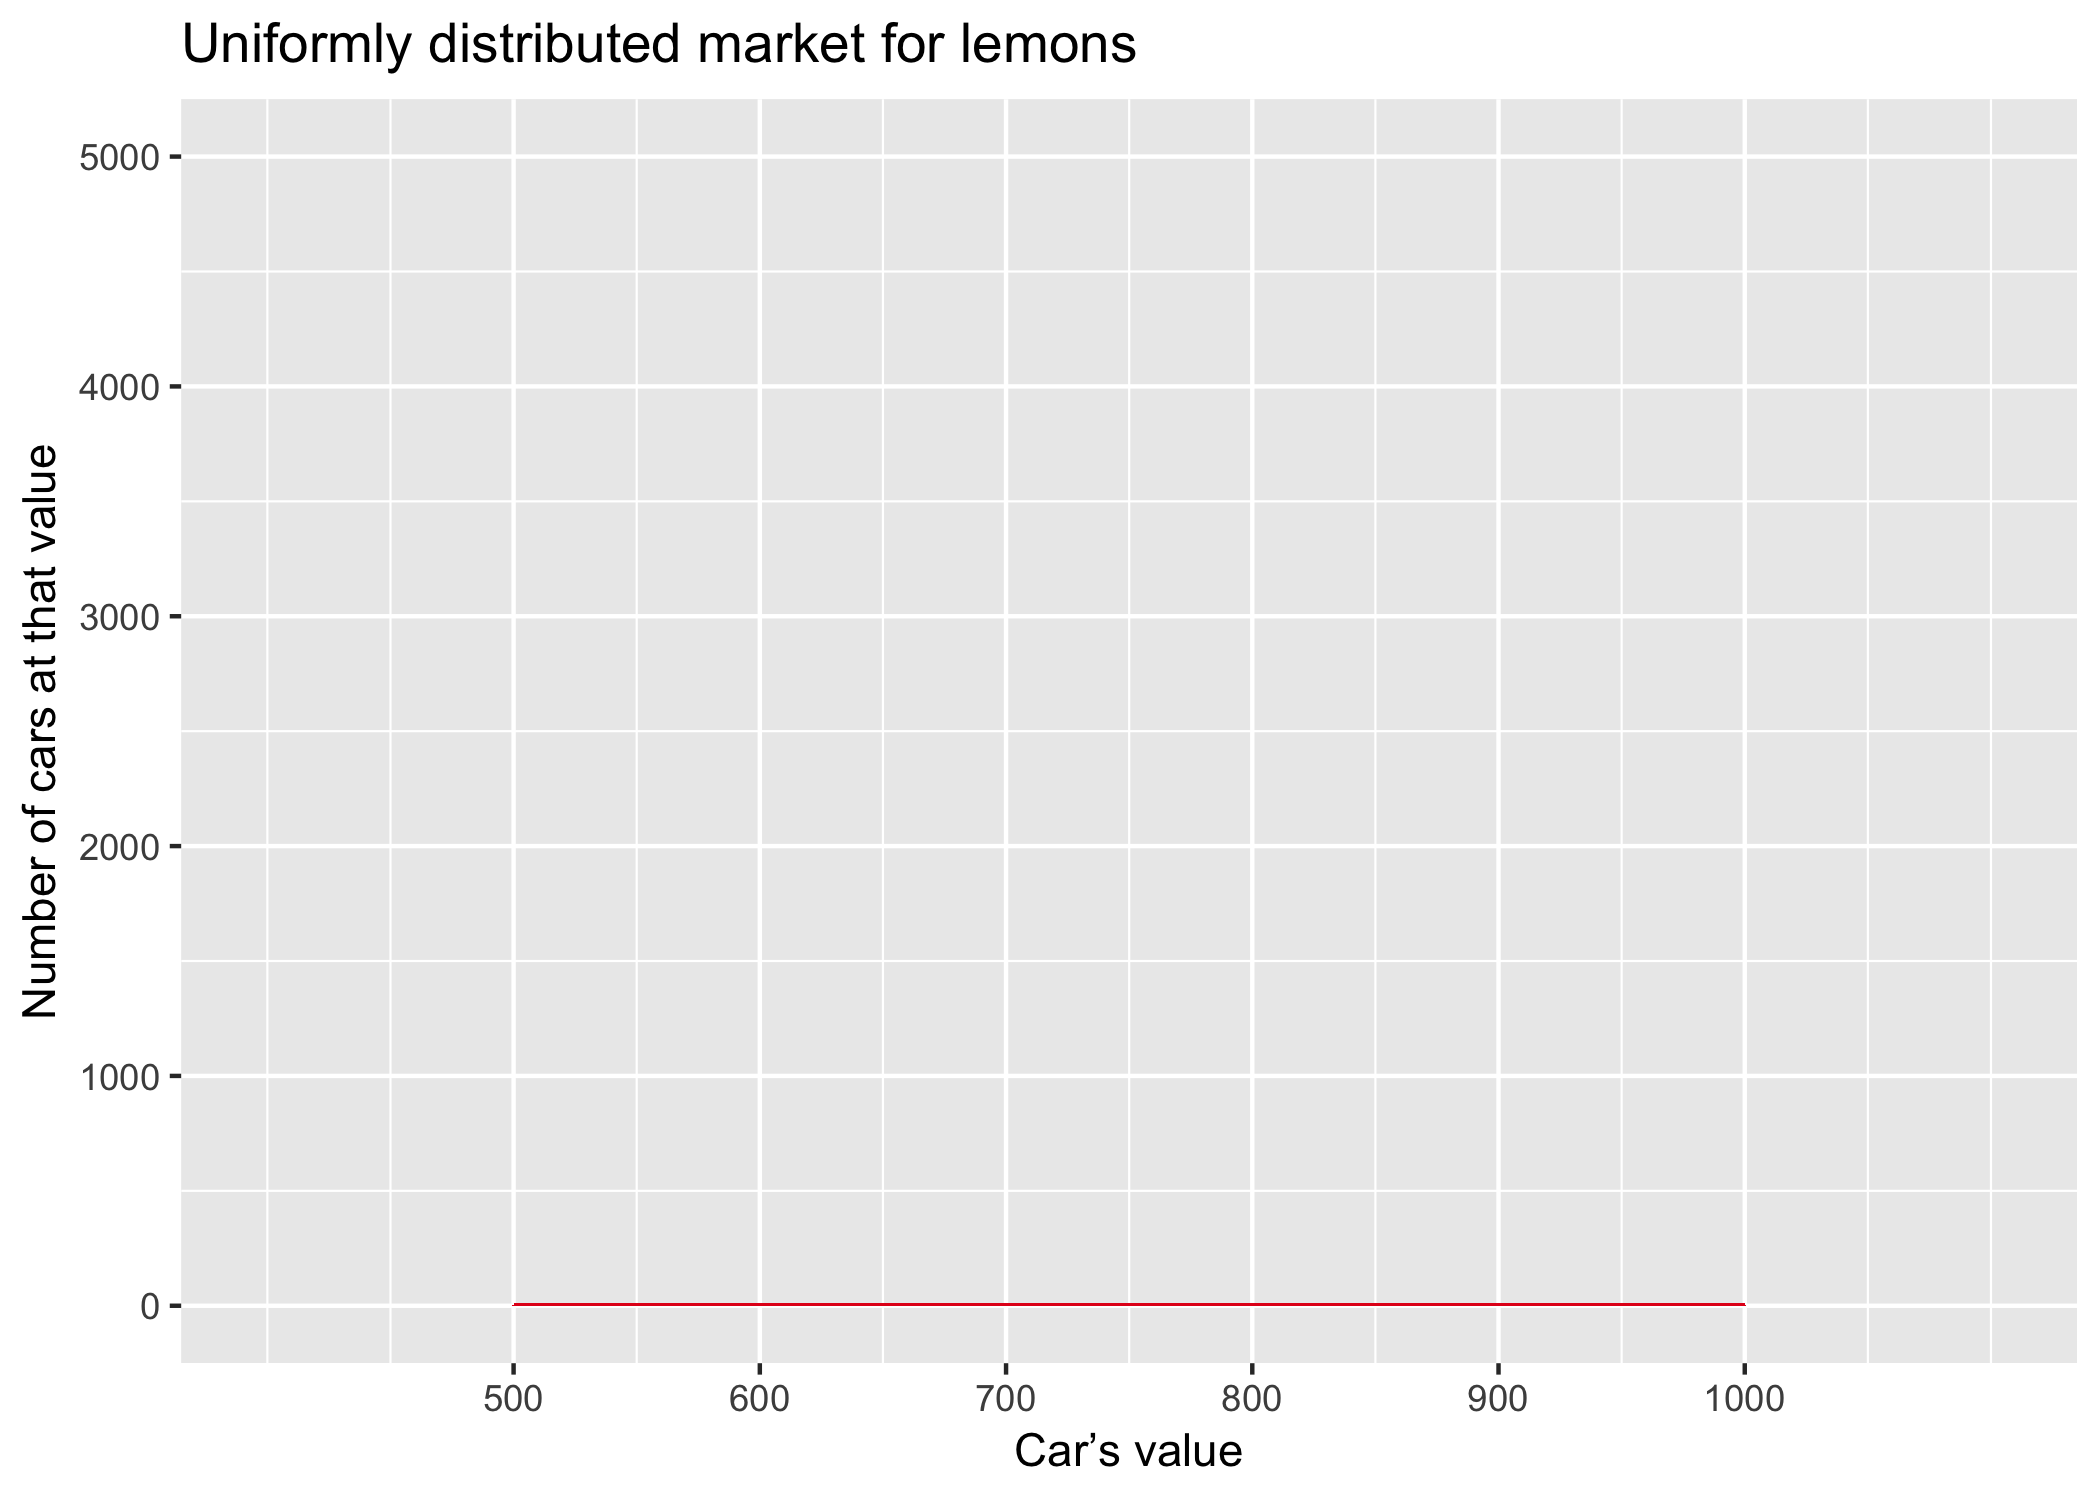 Uniformly distributed market for lemons
Number of cars at that value
5000
4000
3000
2000
1000
0
500 600 700 800 900 1000
Car’s value